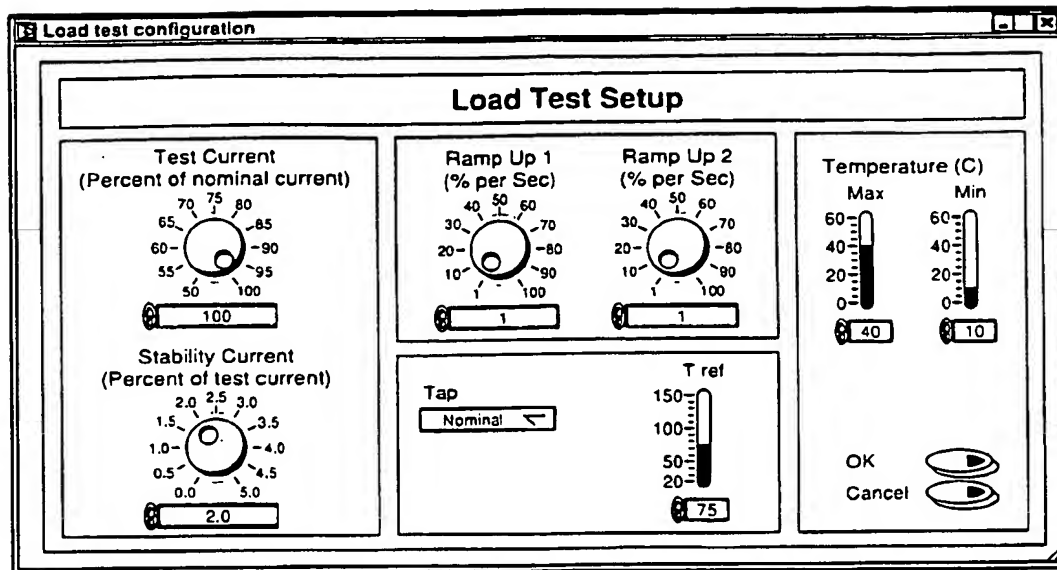 Load test configuration
Load Test Setup
Test Current
(Percent of nominal current)
50 55 60 65 70 75 80 85 90 95 100
100
Stability Current
(Percent of test current)
0.0 0.5 1.0 1.5 2.0 2.5 3.0 3.5 4.0 4.5 5.0
2.0
Ramp Up 1
(% per Sec)
1 10 20 30 40 50 60 70 80 90 100
1
Ramp Up 2
(% per Sec)
1 10 20 30 40 50 60 70 80 90 100
1
Tap
Nominal
T ref
150
100
50
20
75
Temperature (C)
Max
60
40
20
0
40
Min
60
40
20
0
10
OK
Cancel